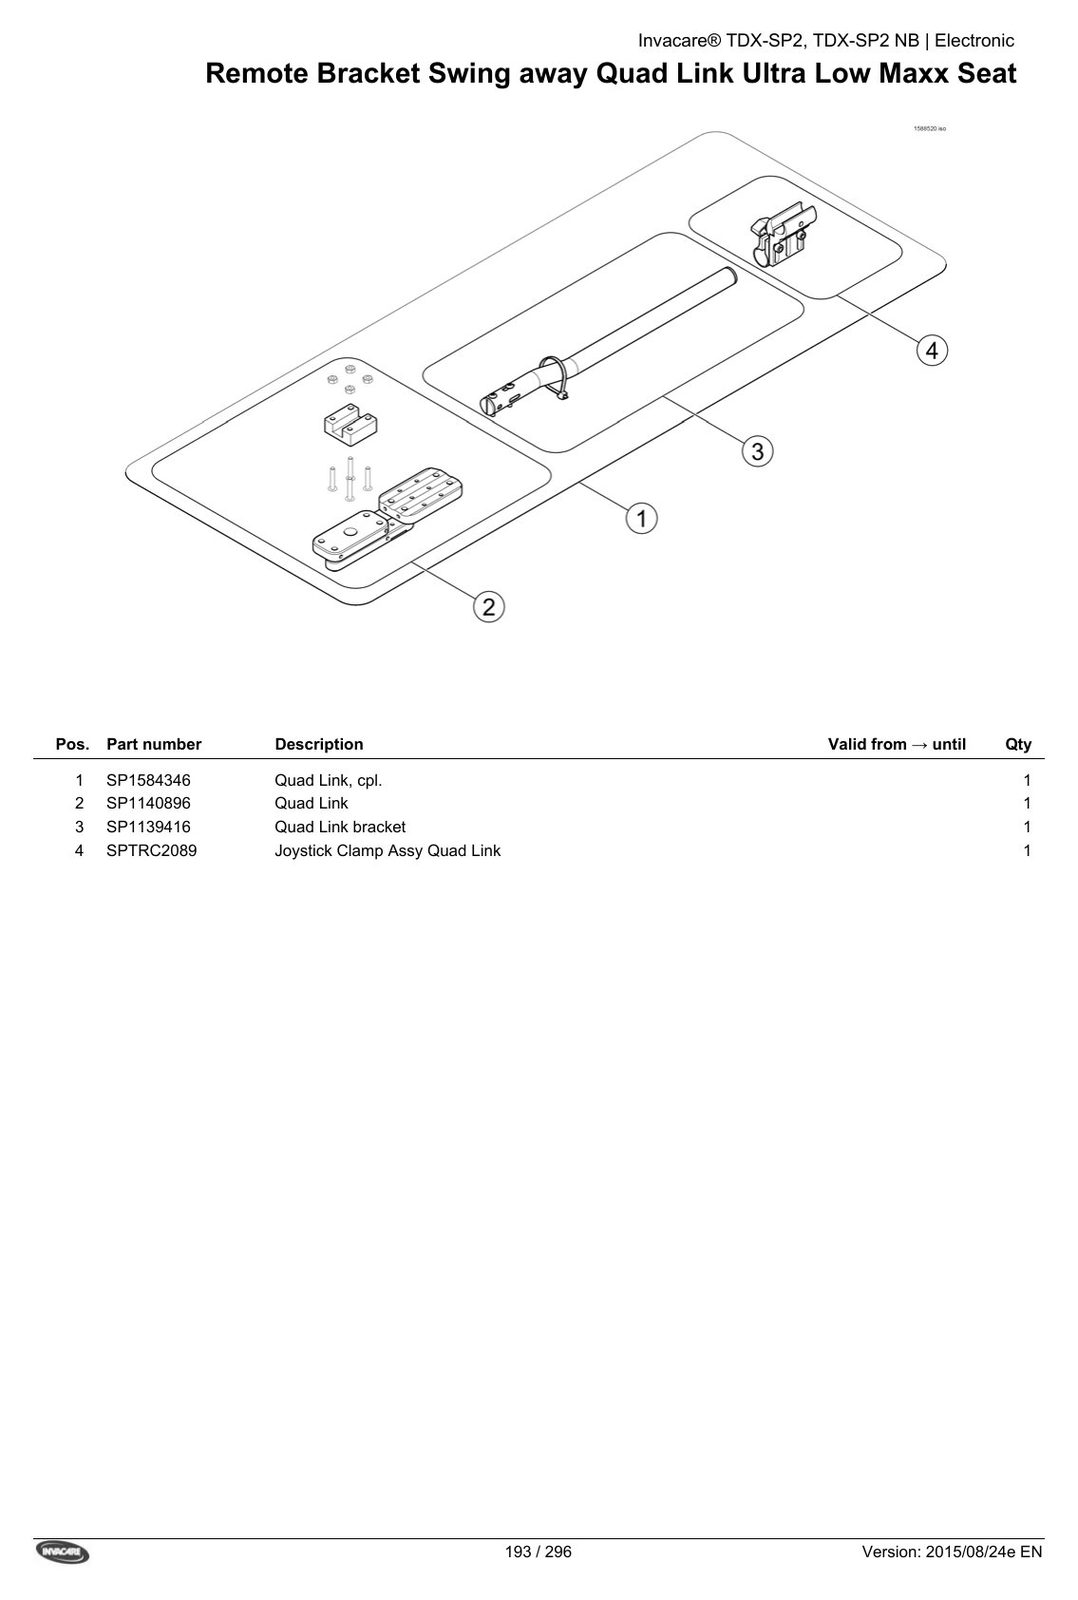 Invacare® TDX-SP2, TDX-SP2 NB | Electronic
Remote Bracket Swing away Quad Link Ultra Low Maxx Seat
1588520.iso
4
3
1
2
Pos. Part number Description Valid from → until Qty
1 SP1584346 Quad Link, cpl. 1
2 SP1140896 Quad Link 1
3 SP1139416 Quad Link bracket 1
4 SPTRC2089 Joystick Clamp Assy Quad Link 1
INVACARE 193 / 296 Version: 2015/08/24e EN